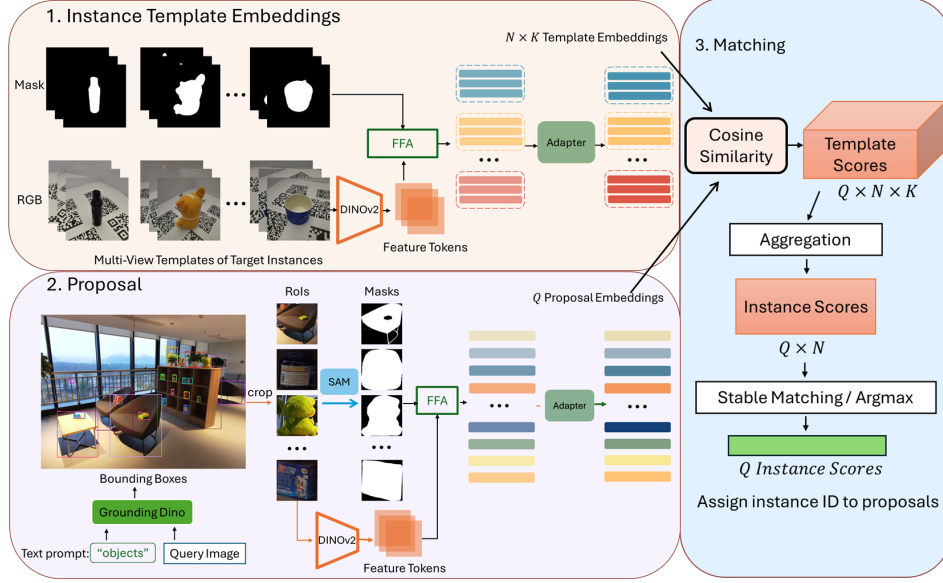 1. Instance Template Embeddings
Mask
RGB
Multi-View Templates of Target Instances
DINOv2
Feature Tokens
FFA
Adapter
N × K Template Embeddings
2. Proposal
Bounding Boxes
Grounding Dino
Text prompt:
“objects”
Query Image
crop
RoIs
SAM
Masks
DINOv2
Feature Tokens
FFA
Adapter
Q Proposal Embeddings
3. Matching
Cosine
Similarity
Template
Scores
Q × N × K
Aggregation
Instance Scores
Q × N
Stable Matching / Argmax
Q Instance Scores
Assign instance ID to proposals